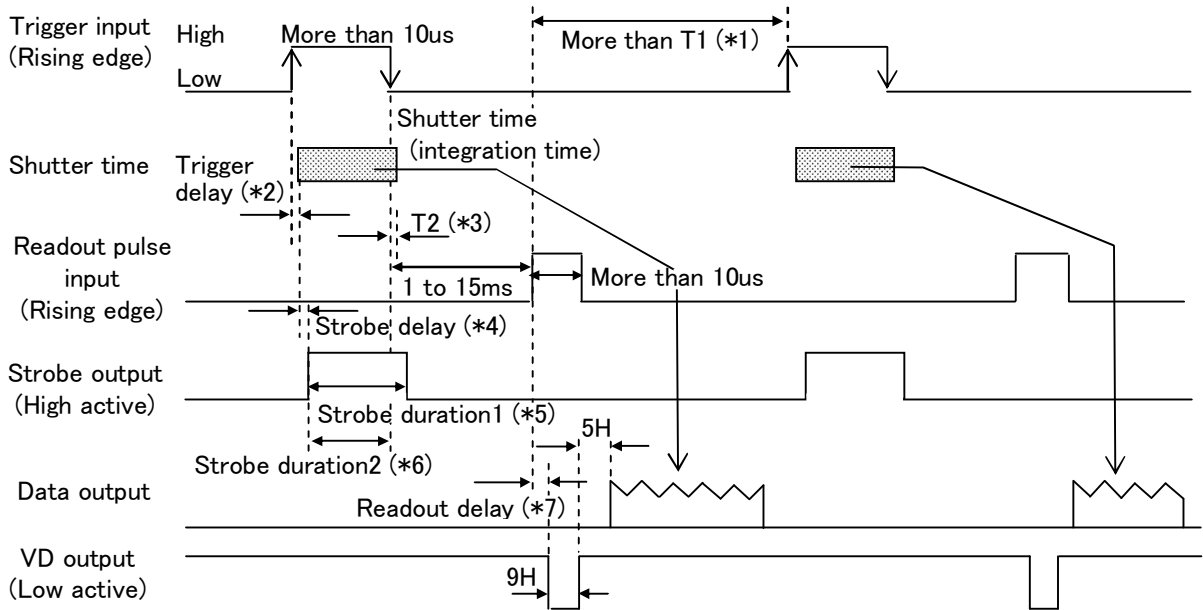 Trigger input
(Rising edge)
High
More than 10us
More than T1 (*1)
Low
Shutter time
(integration time)
Shutter time
Trigger
delay (*2)
T2 (*3)
Readout pulse
input
(Rising edge)
1 to 15ms
More than 10us
Strobe delay (*4)
Strobe output
(High active)
Strobe duration1 (*5)
5H
Strobe duration2 (*6)
Data output
Readout delay (*7)
VD output
(Low active)
9H